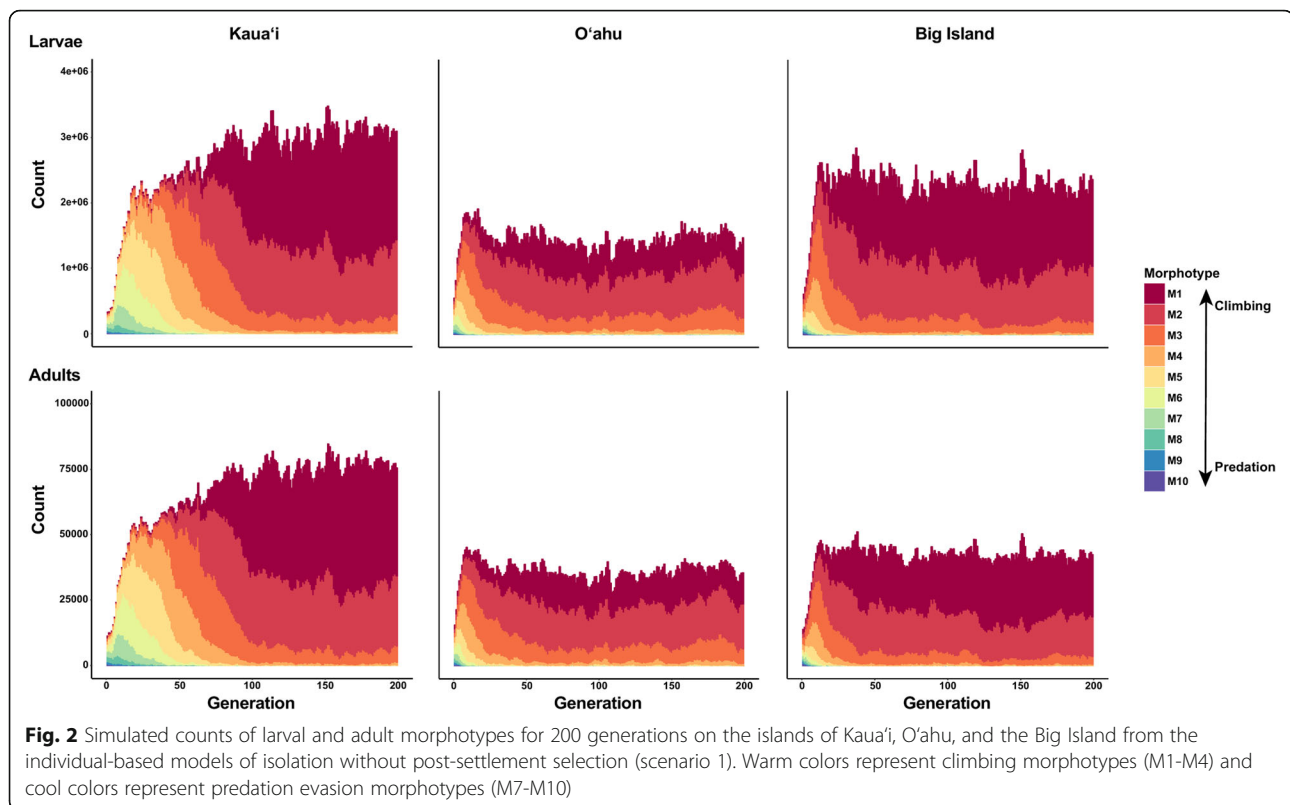 Kauaʻi
Oʻahu
Big Island
Larvae
4e+06
3e+06
2e+06
1e+06
0
Count
Adults
100000
75000
50000
25000
0
Count
0 50 100 150 200
0 50 100 150 200
0 50 100 150 200
Generation
Generation
Generation
Morphotype
M1
M2
M3
M4
M5
M6
M7
M8
M9
M10
Climbing
Predation
Fig. 2 Simulated counts of larval and adult morphotypes for 200 generations on the islands of Kauaʻi, Oʻahu, and the Big Island from the
individual-based models of isolation without post-settlement selection (scenario 1). Warm colors represent climbing morphotypes (M1-M4) and
cool colors represent predation evasion morphotypes (M7-M10)